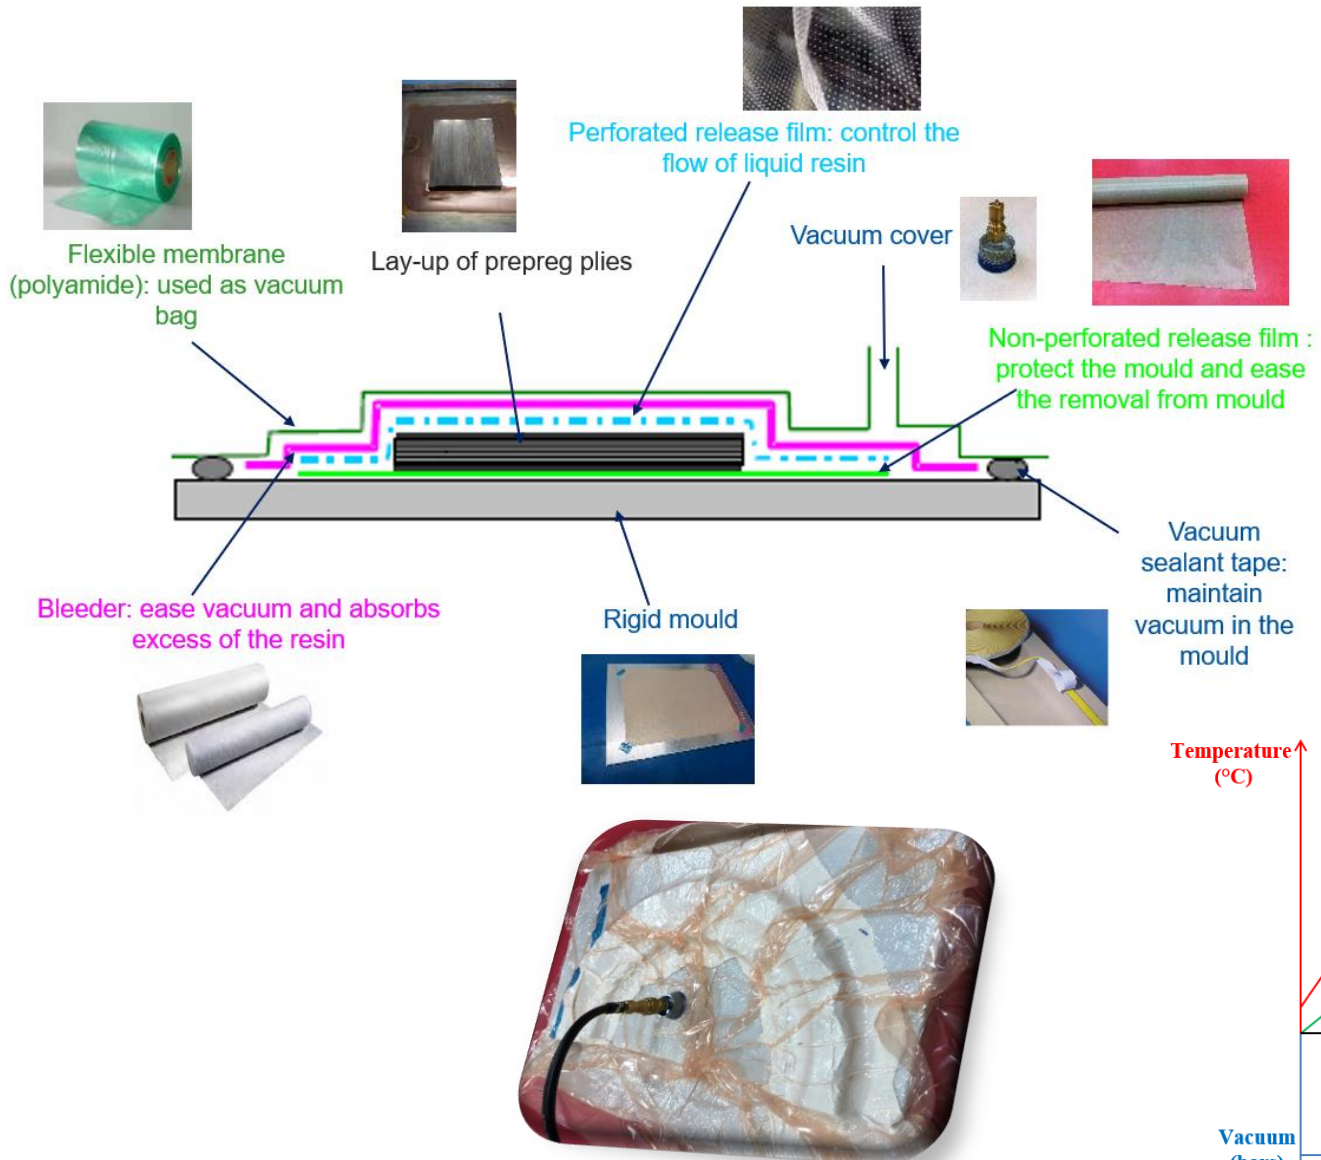 Perforated release film: control the
flow of liquid resin
Flexible membrane
(polyamide): used as vacuum
bag
Lay-up of prepreg plies
Vacuum cover
Non-perforated release film :
protect the mould and ease
the removal from mould
Bleeder: ease vacuum and absorbs
excess of the resin
Rigid mould
Vacuum
sealant tape:
maintain
vacuum in the
mould
Temperature
(°C)
Vacuum